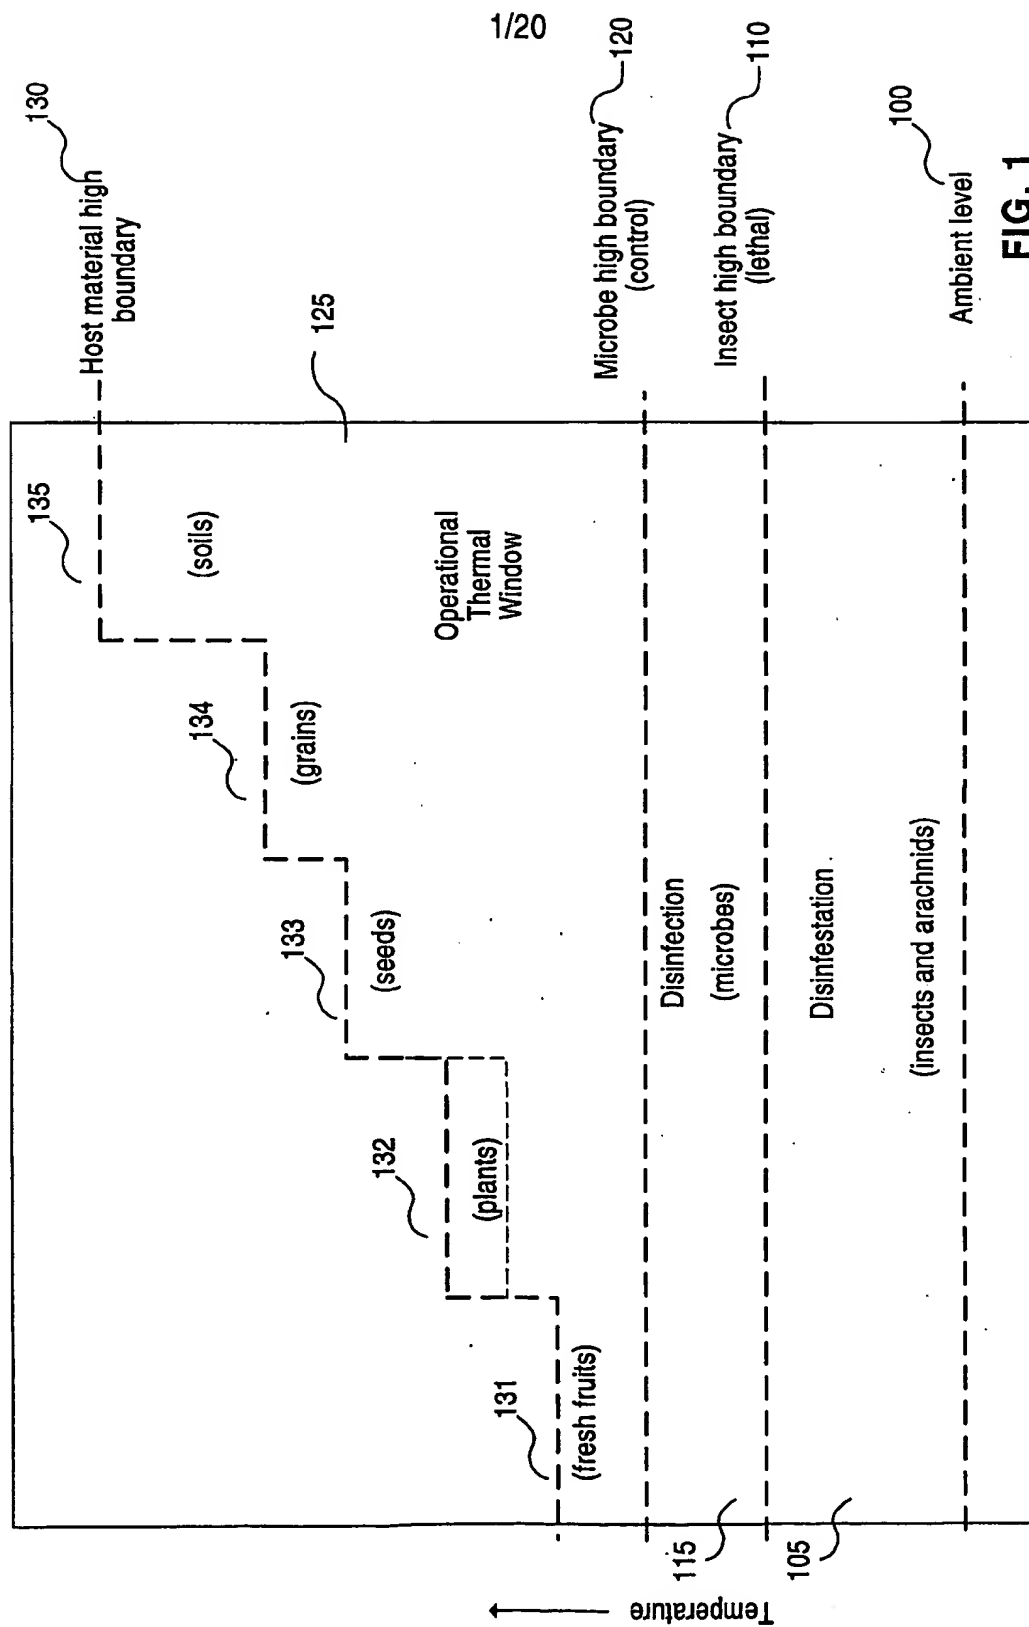 1/20
130
Host material high
boundary
125
120
Microbe high boundary
(control)
110
Insect high boundary
(lethal)
100
Ambient level
FIG. 1
135
(soils)
Operational
Thermal
Window
134
(grains)
133
(seeds)
132
(plants)
131
(fresh fruits)
Disinfection
(microbes)
Disinfestation
(insects and arachnids)
115
105
Temperature